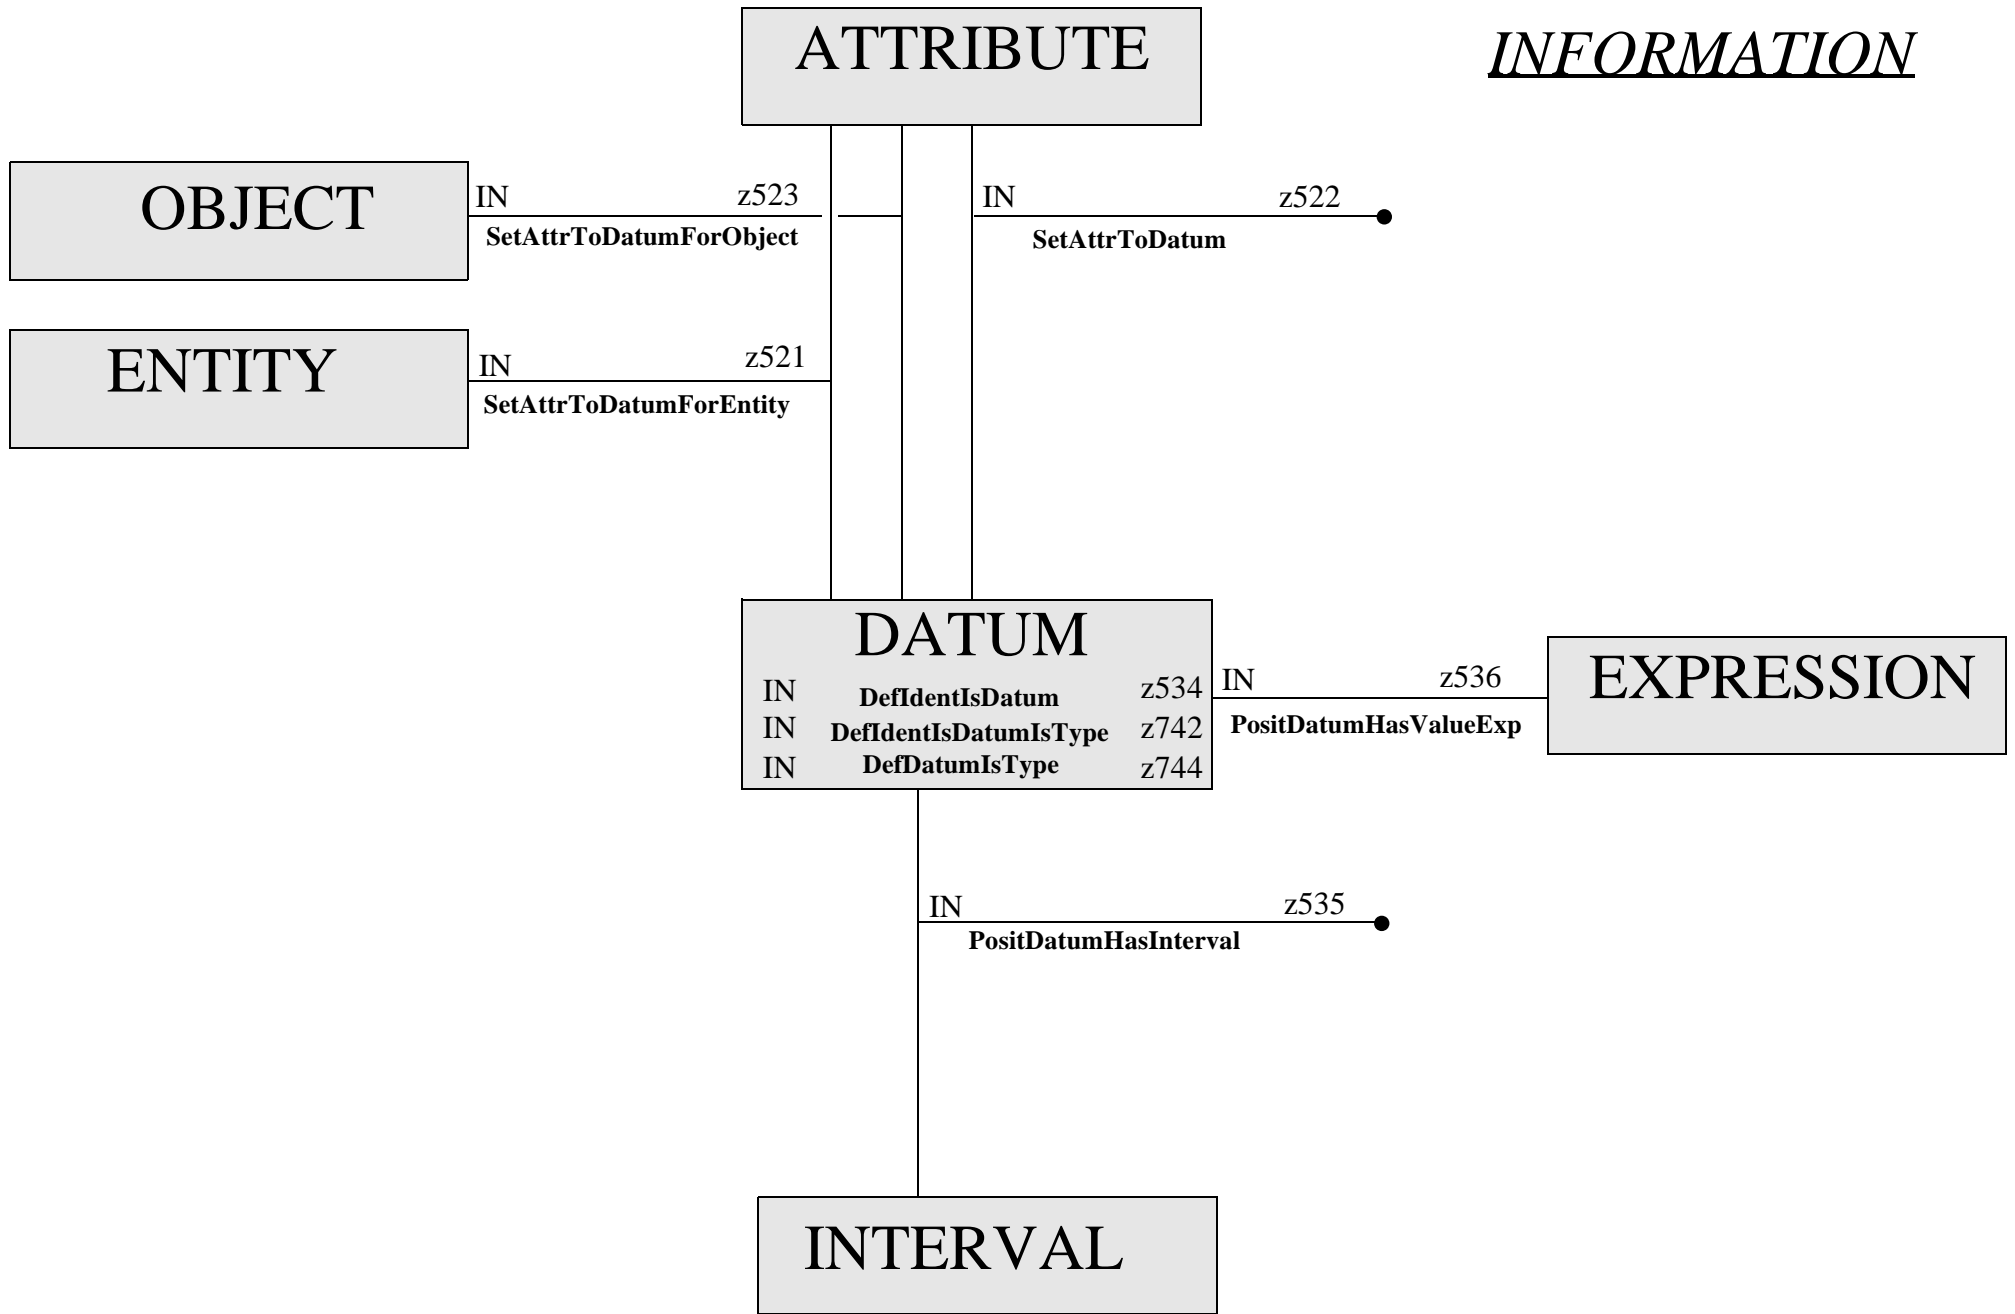 ATTRIBUTE
INFORMATION
OBJECT
IN z523
SetAttrToDatumForObject
IN z522
SetAttrToDatum
ENTITY
IN z521
SetAttrToDatumForEntity
DATUM
IN DefIdentIsDatum z534
IN DefIdentIsDatumIsType z742
IN DefDatumIsType z744
IN z536
PositDatumHasValueExp
EXPRESSION
IN z535
PositDatumHasInterval
INTERVAL